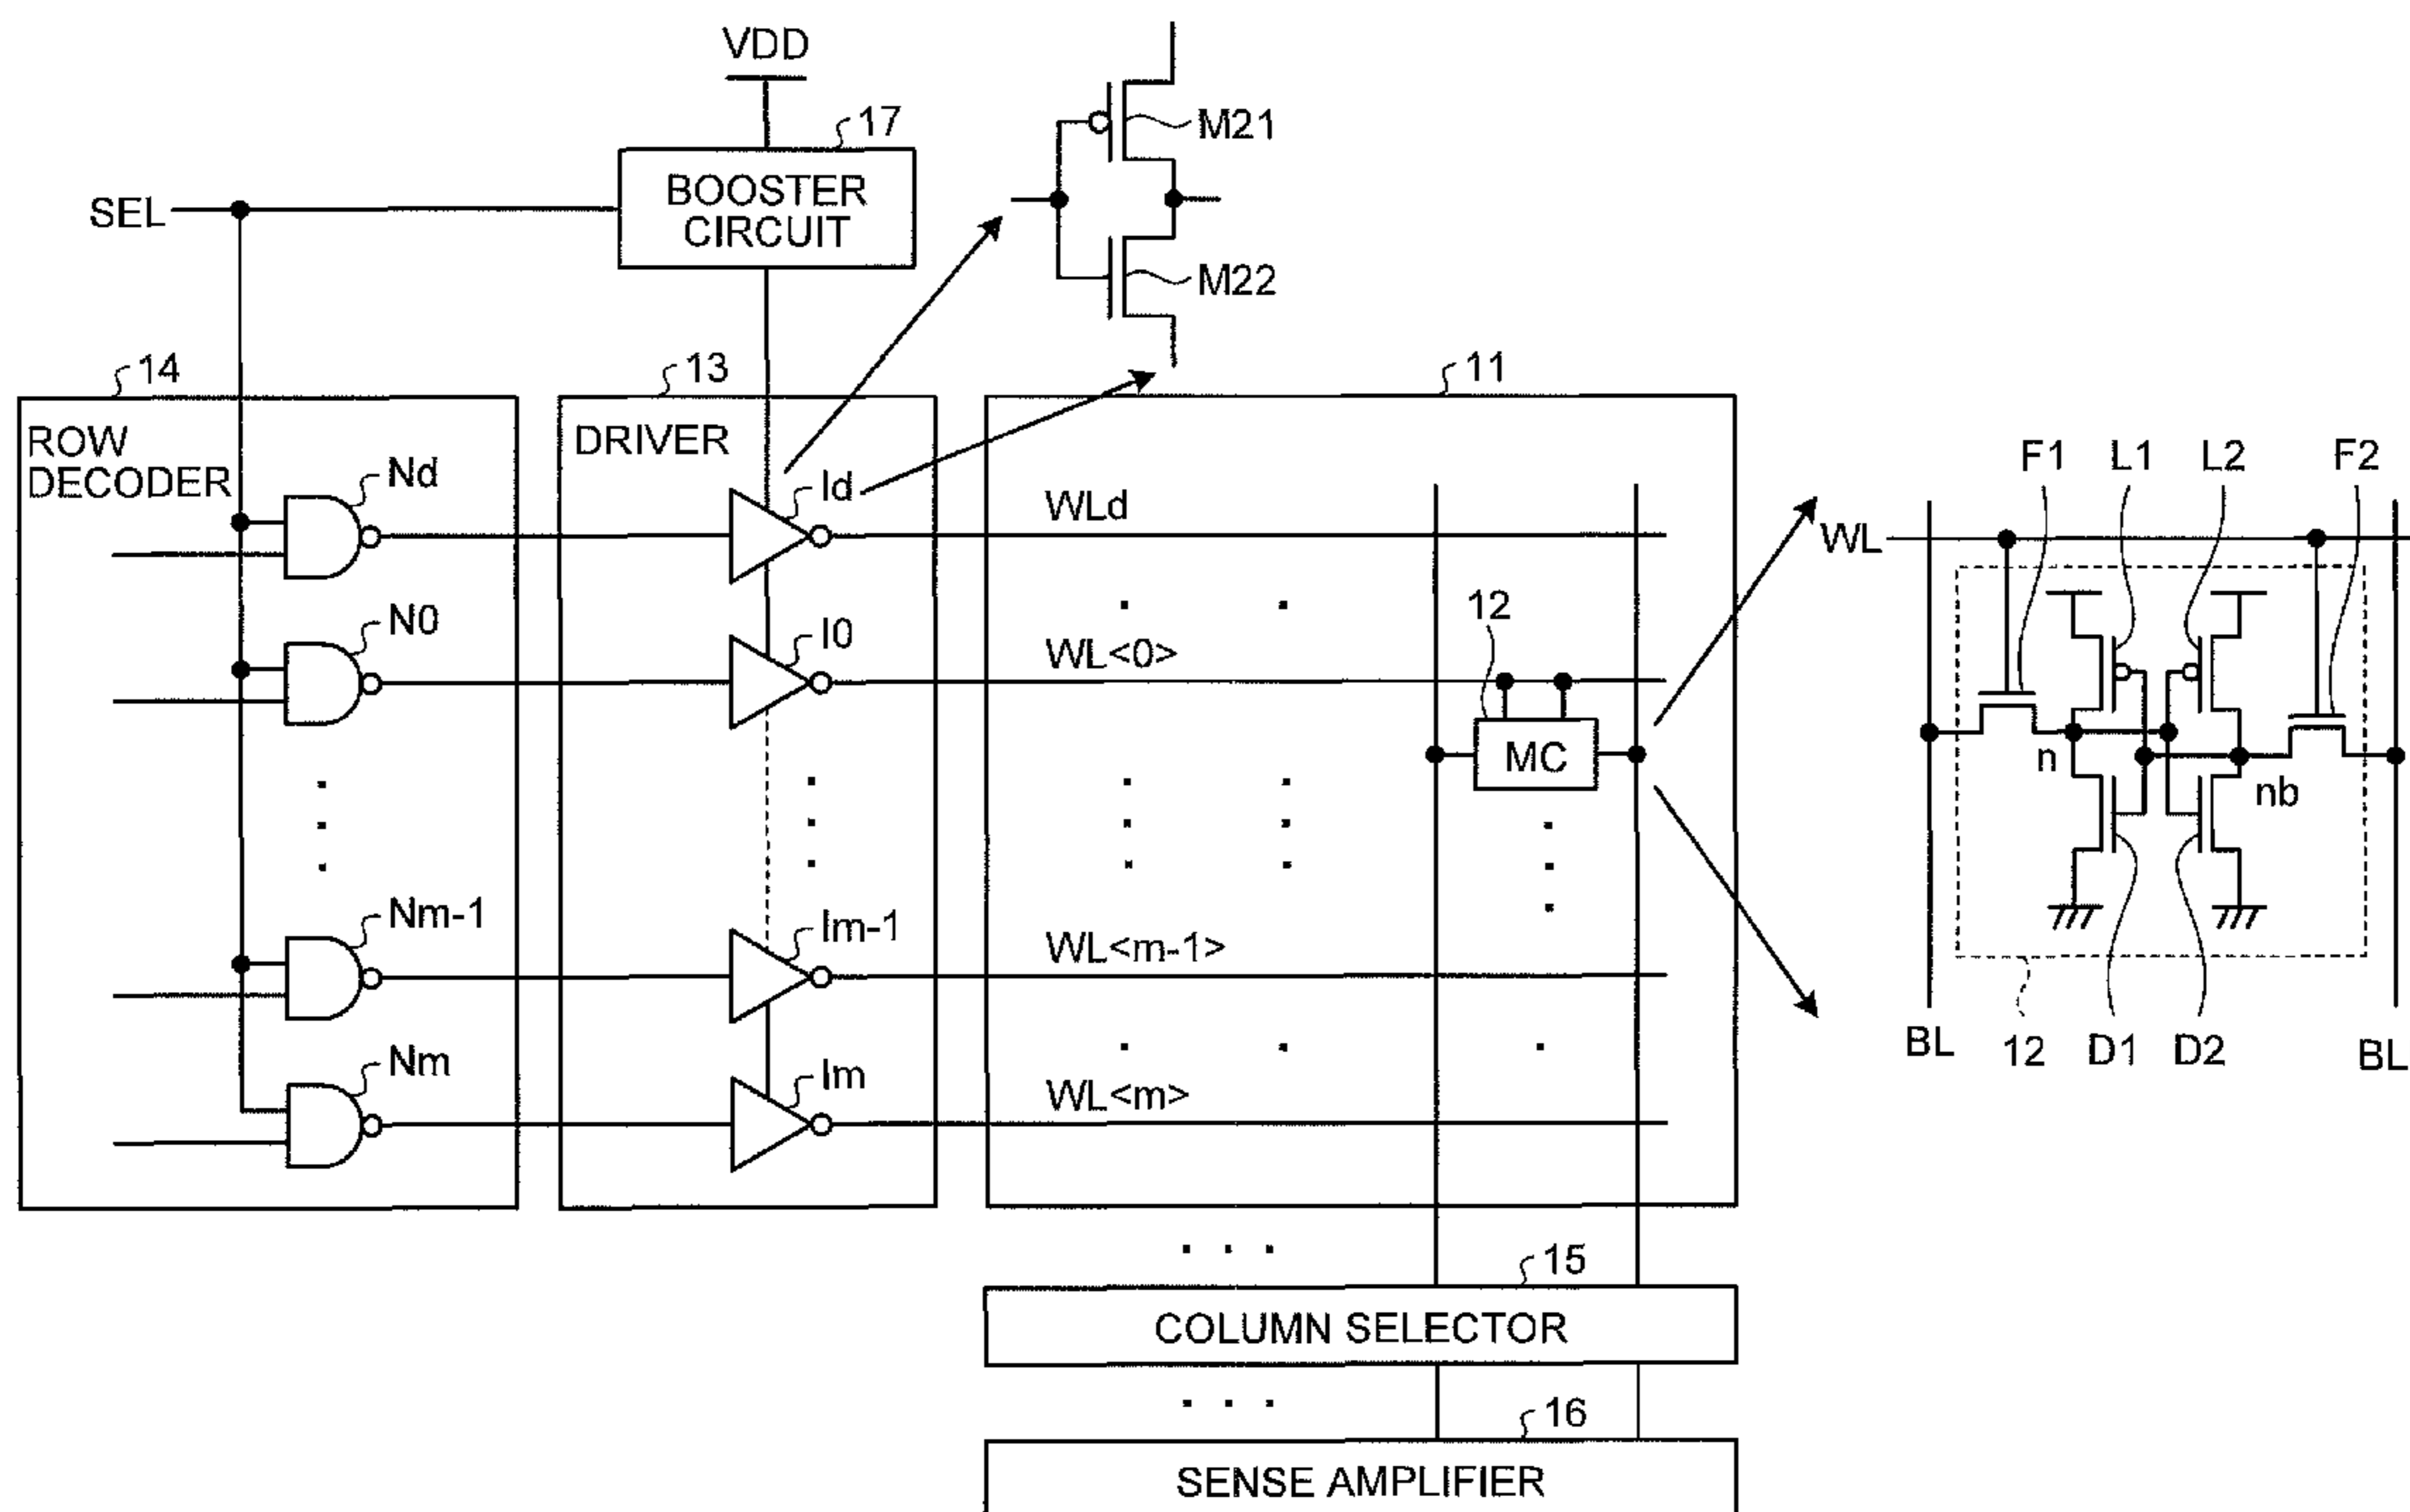 VDD
17
BOOSTER
CIRCUIT
SEL
M21
M22
14
13
11
ROW
DECODER
DRIVER
Nd
Id
WLd
N0
I0
WL<0>
12
MC
Nm-1
Im-1
WL<m-1>
Nm
Im
WL<m>
F1
L1
L2
F2
WL
n
nb
BL
12
D1
D2
BL
15
COLUMN SELECTOR
16
SENSE AMPLIFIER